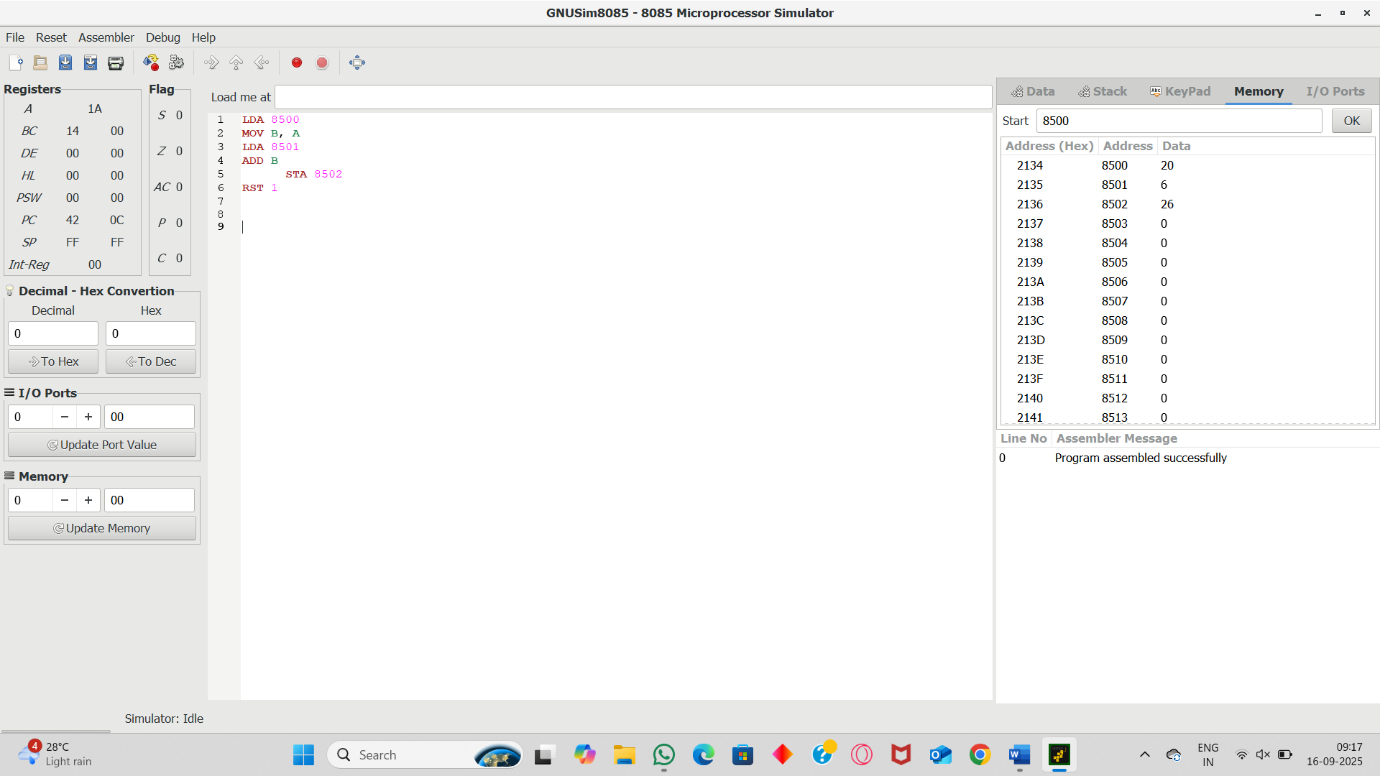 GNUSim8085 - 8085 Microprocessor Simulator
File Reset Assembler Debug Help
Registers
A 1A
BC 14 00
DE 00 00
HL 00 00
PSW 00 00
PC 42 0C
SP FF FF
Int-Reg 00
Flag
S 0
Z 0
AC 0
P 0
C 0
Decimal - Hex Convertion
Decimal Hex
0 0
To Hex To Dec
I/O Ports
0 − + 00
Update Port Value
Memory
0 − + 00
Update Memory
Load me at
1 LDA 8500
2 MOV B, A
3 LDA 8501
4 ADD B
5 STA 8502
6 RST 1
7
8
9
Data Stack Abc KeyPad Memory I/O Ports
Start 8500 OK
Address (Hex) Address Data
2134 8500 20
2135 8501 6
2136 8502 26
2137 8503 0
2138 8504 0
2139 8505 0
213A 8506 0
213B 8507 0
213C 8508 0
213D 8509 0
213E 8510 0
213F 8511 0
2140 8512 0
2141 8513 0
Line No Assembler Message
0 Program assembled successfully
Simulator: Idle
4
28°C
Light rain
Search
ENG
IN
09:17
16-09-2025